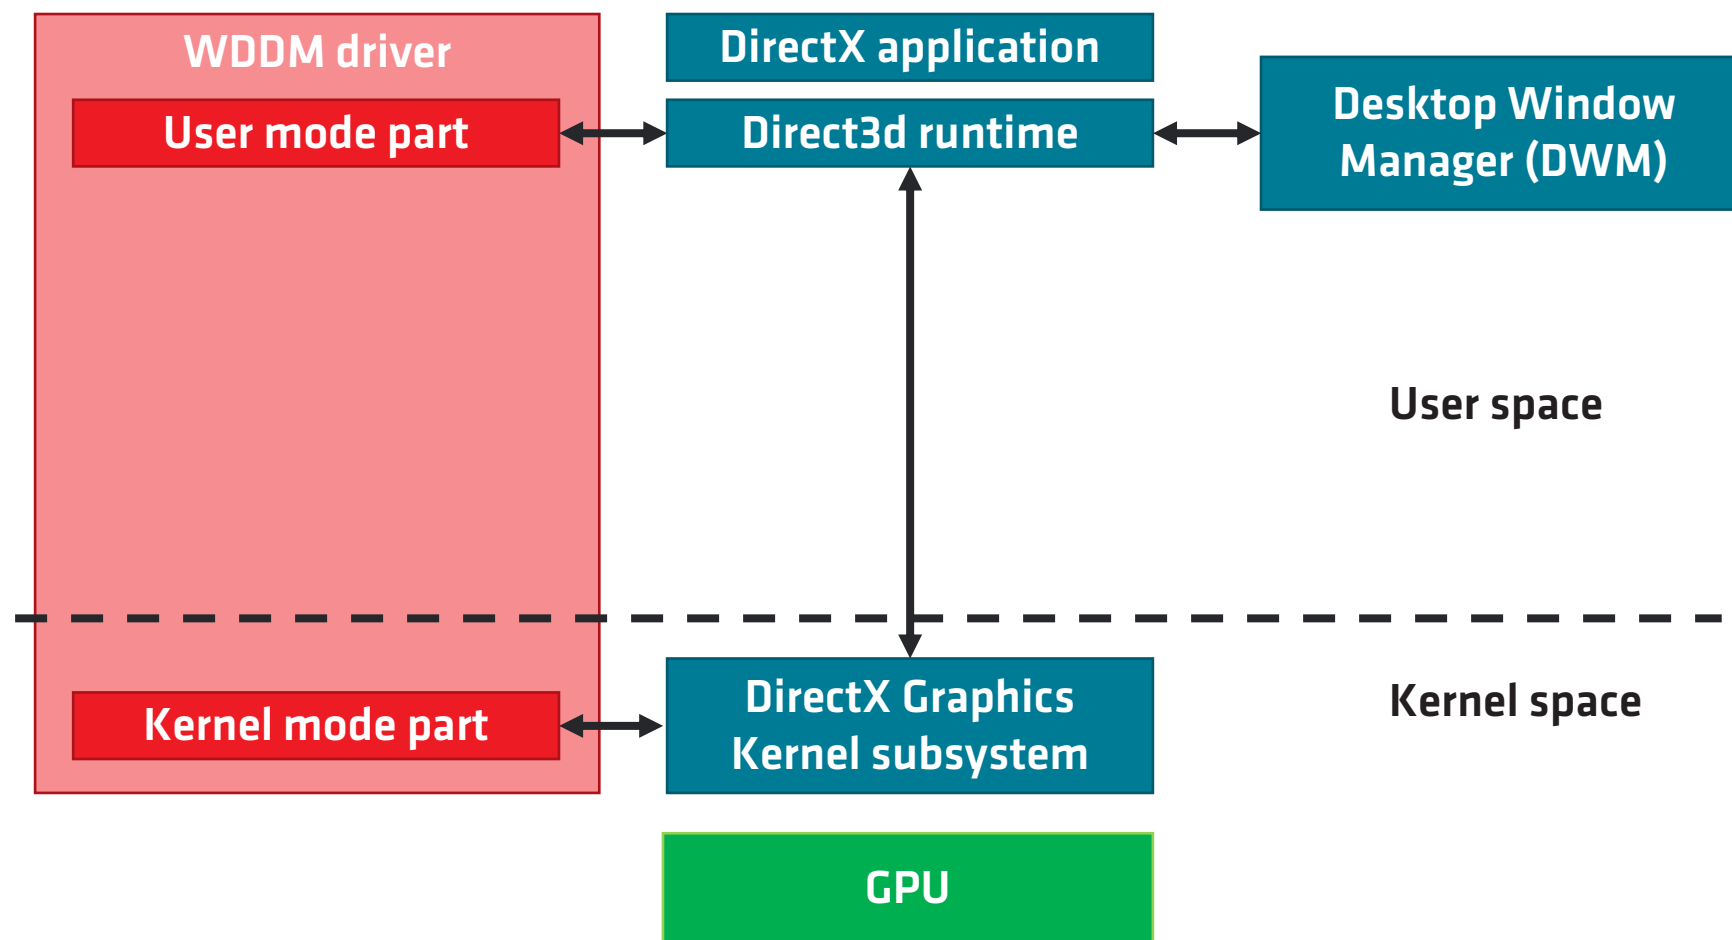 WDDM driver
User mode part
DirectX application
Direct3d runtime
Desktop Window
Manager (DWM)
User space
Kernel space
Kernel mode part
DirectX Graphics
Kernel subsystem
GPU